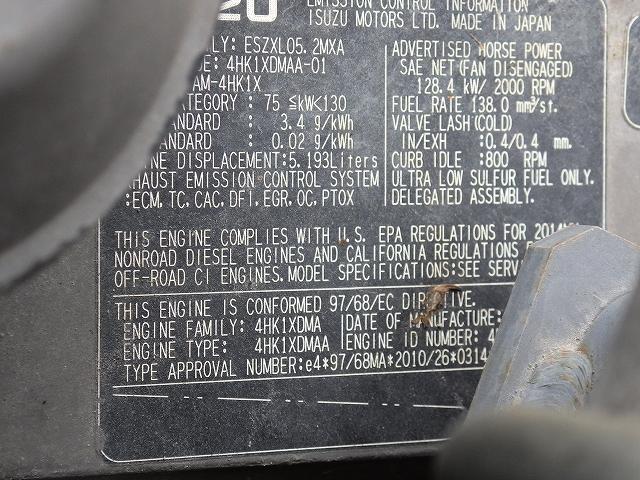 EMISSION CONTROL INFORMATION
ISUZU MOTORS LTD. MADE IN JAPAN
ESZXL05.2MXA
4HK1XDMAA-01
AM-4HK1X
75 ≦kW<130
3.4 g/kWh
0.02 g/kWh
DISPLACEMENT:5.193Liters
EMISSION CONTROL SYSTEM
:ECM,TC,CAC,DFI,EGR,OC,PTOX
ADVERTISED HORSE POWER
SAE NET(FAN DISENGAGED)
128.4 kW/ 2000 RPM
FUEL RATE 138.0 mm³/st.
VALVE LASH(COLD)
IN/EXH :0.4/0.4 mm.
CURB IDLE :800 RPM
ULTRA LOW SULFUR FUEL ONLY.
DELEGATED ASSEMBLY.
THIS ENGINE COMPLIES WITH U.S. EPA REGULATIONS FOR 2014
NONROAD DIESEL ENGINES AND CALIFORNIA REGULATIONS
OFF-ROAD CI ENGINES.MODEL SPECIFICATIONS:SEE SERV
THIS ENGINE IS CONFORMED 97/68/EC DIRECTIVE.
ENGINE FAMILY: 4HK1XDMA DATE OF MANUFACTURE:
ENGINE TYPE: 4HK1XDMAA ENGINE ID NUMBER: 4
TYPE APPROVAL NUMBER:e4*97/68MA*2010/26*0314